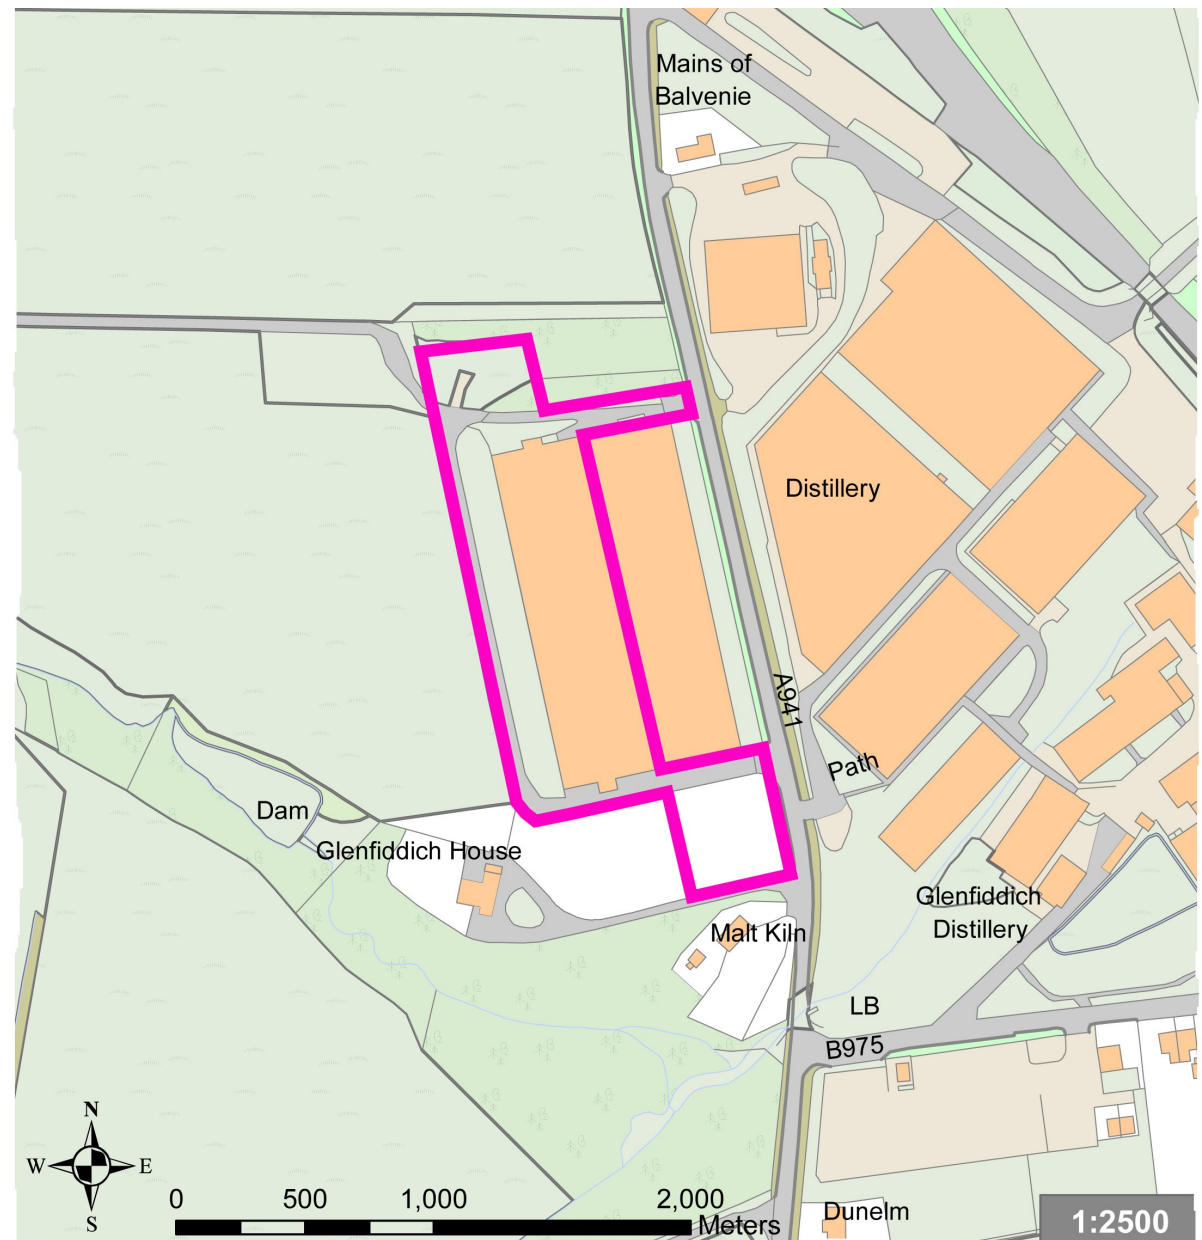 Mains of
Balvenie
Distillery
A941
Path
Dam
Glenfiddich House
Glenfiddich
Distillery
Malt Kiln
LB
B975
N
W
E
S
0
500
1,000
2,000
Meters
Dunelm
1:2500